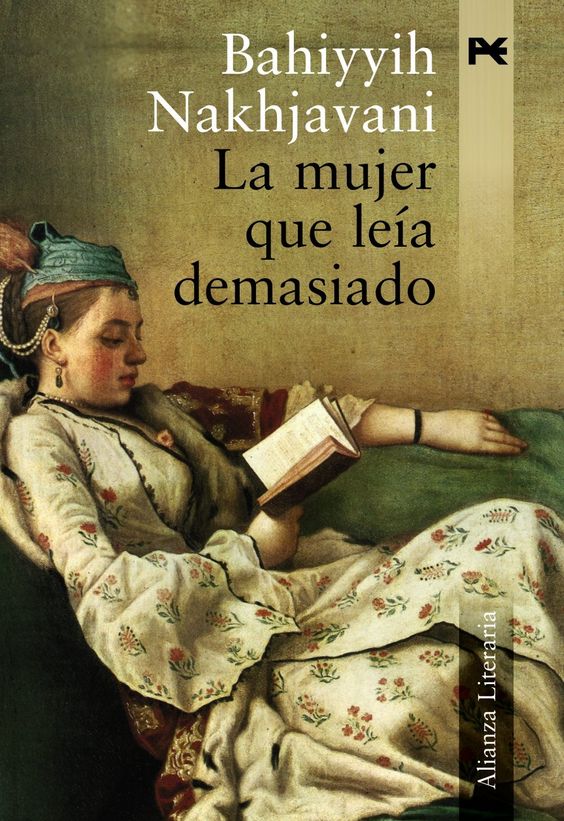 Bahiyyih
Nakhjavani
La mujer
que leía
demasiado
Alianza Literaria